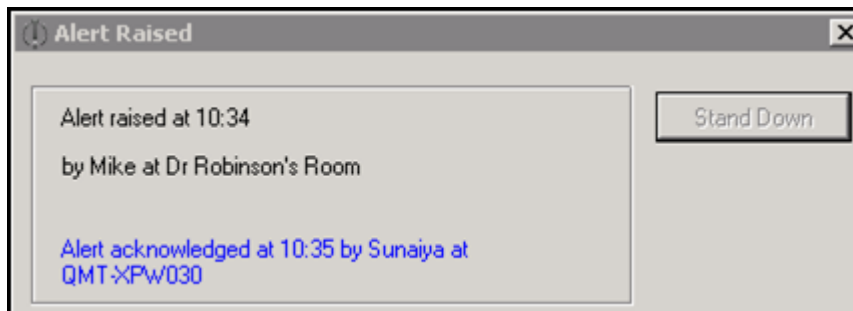 Alert Raised
Alert raised at 10:34
Stand Down
by Mike at Dr Robinson's Room
Alert acknowledged at 10:35 by Sunaiya at
QMT-XPW030